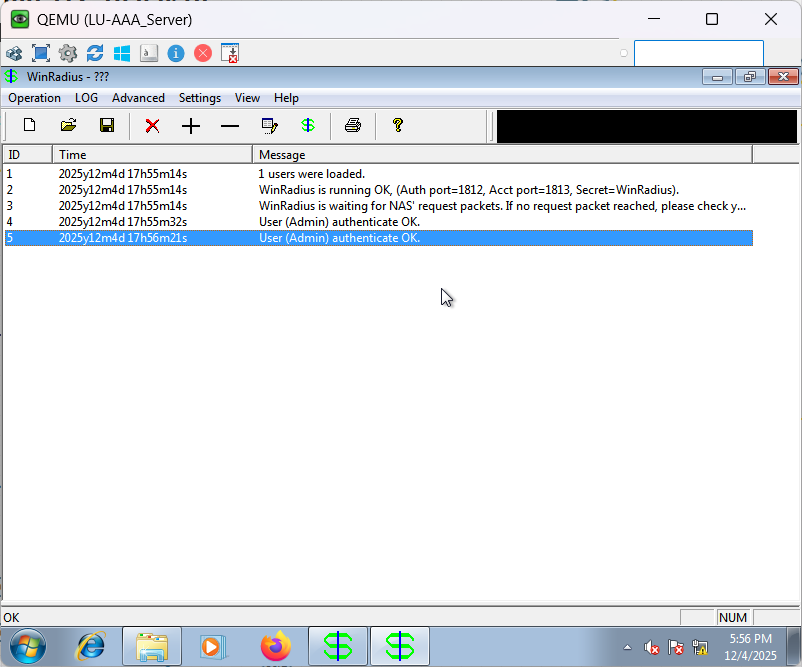 QEMU (LU-AAA_Server)
WinRadius - ???
Operation LOG Advanced Settings View Help
ID Time Message
1 2025y12m4d 17h55m14s 1 users were loaded.
2 2025y12m4d 17h55m14s WinRadius is running OK, (Auth port=1812, Acct port=1813, Secret=WinRadius).
3 2025y12m4d 17h55m14s WinRadius is waiting for NAS' request packets. If no request packet reached, please check y...
4 2025y12m4d 17h55m32s User (Admin) authenticate OK.
5 2025y12m4d 17h56m21s User (Admin) authenticate OK.
OK NUM
5:56 PM
12/4/2025